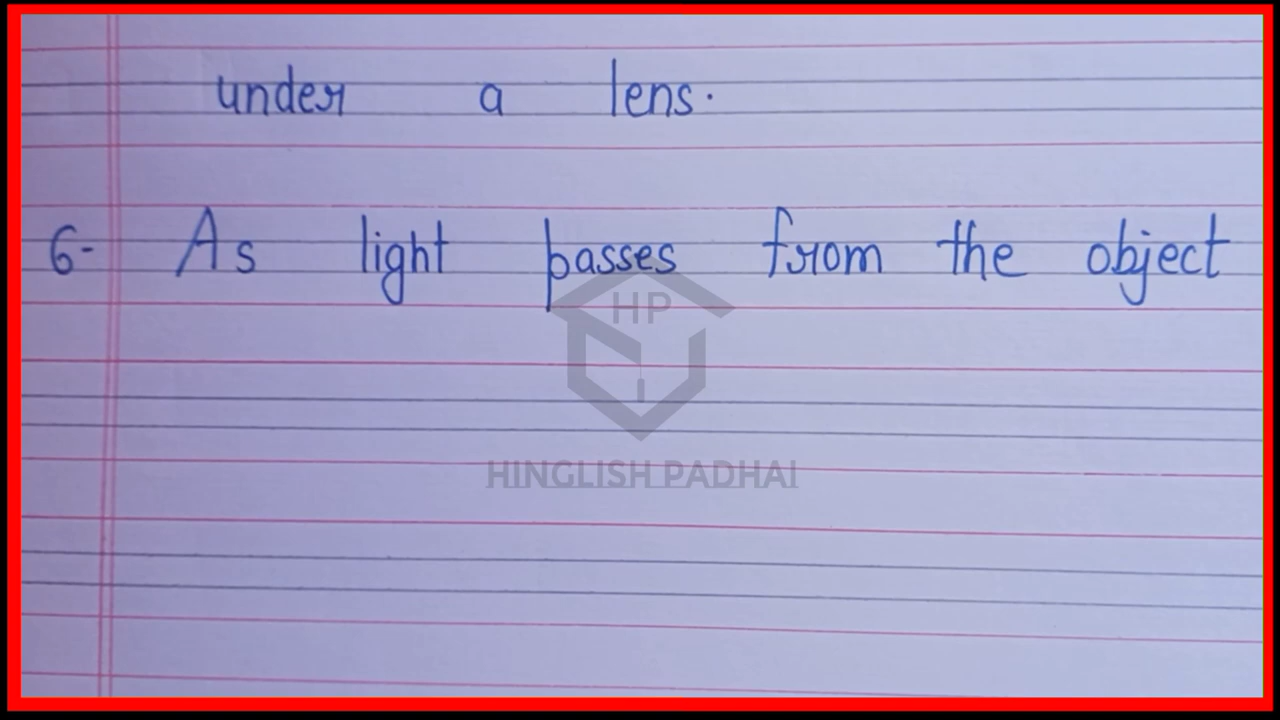 under a lens.
6- As light passes from the object
HP
HINGLISH PADHAI